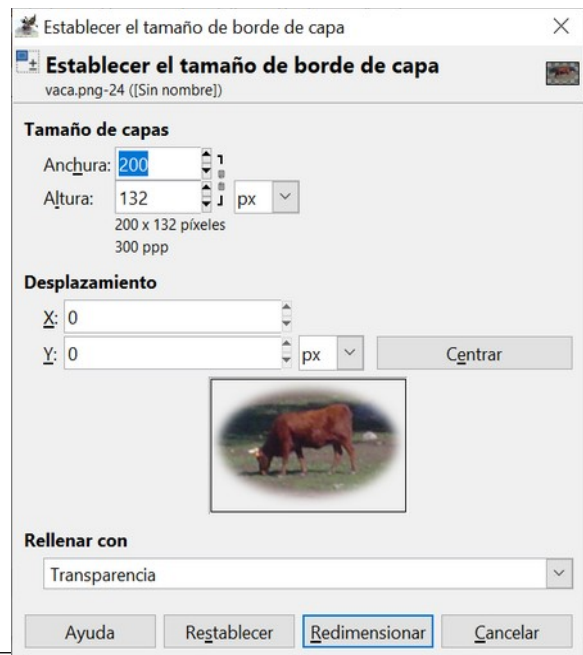 Establecer el tamaño de borde de capa
Establecer el tamaño de borde de capa
vaca.png-24 ([Sin nombre])
Tamaño de capas
Anchura: 200
Altura: 132 px
200 x 132 píxeles
300 ppp
Desplazamiento
X: 0
Y: 0 px Centrar
Rellenar con
Transparencia
Ayuda Restablecer Redimensionar Cancelar